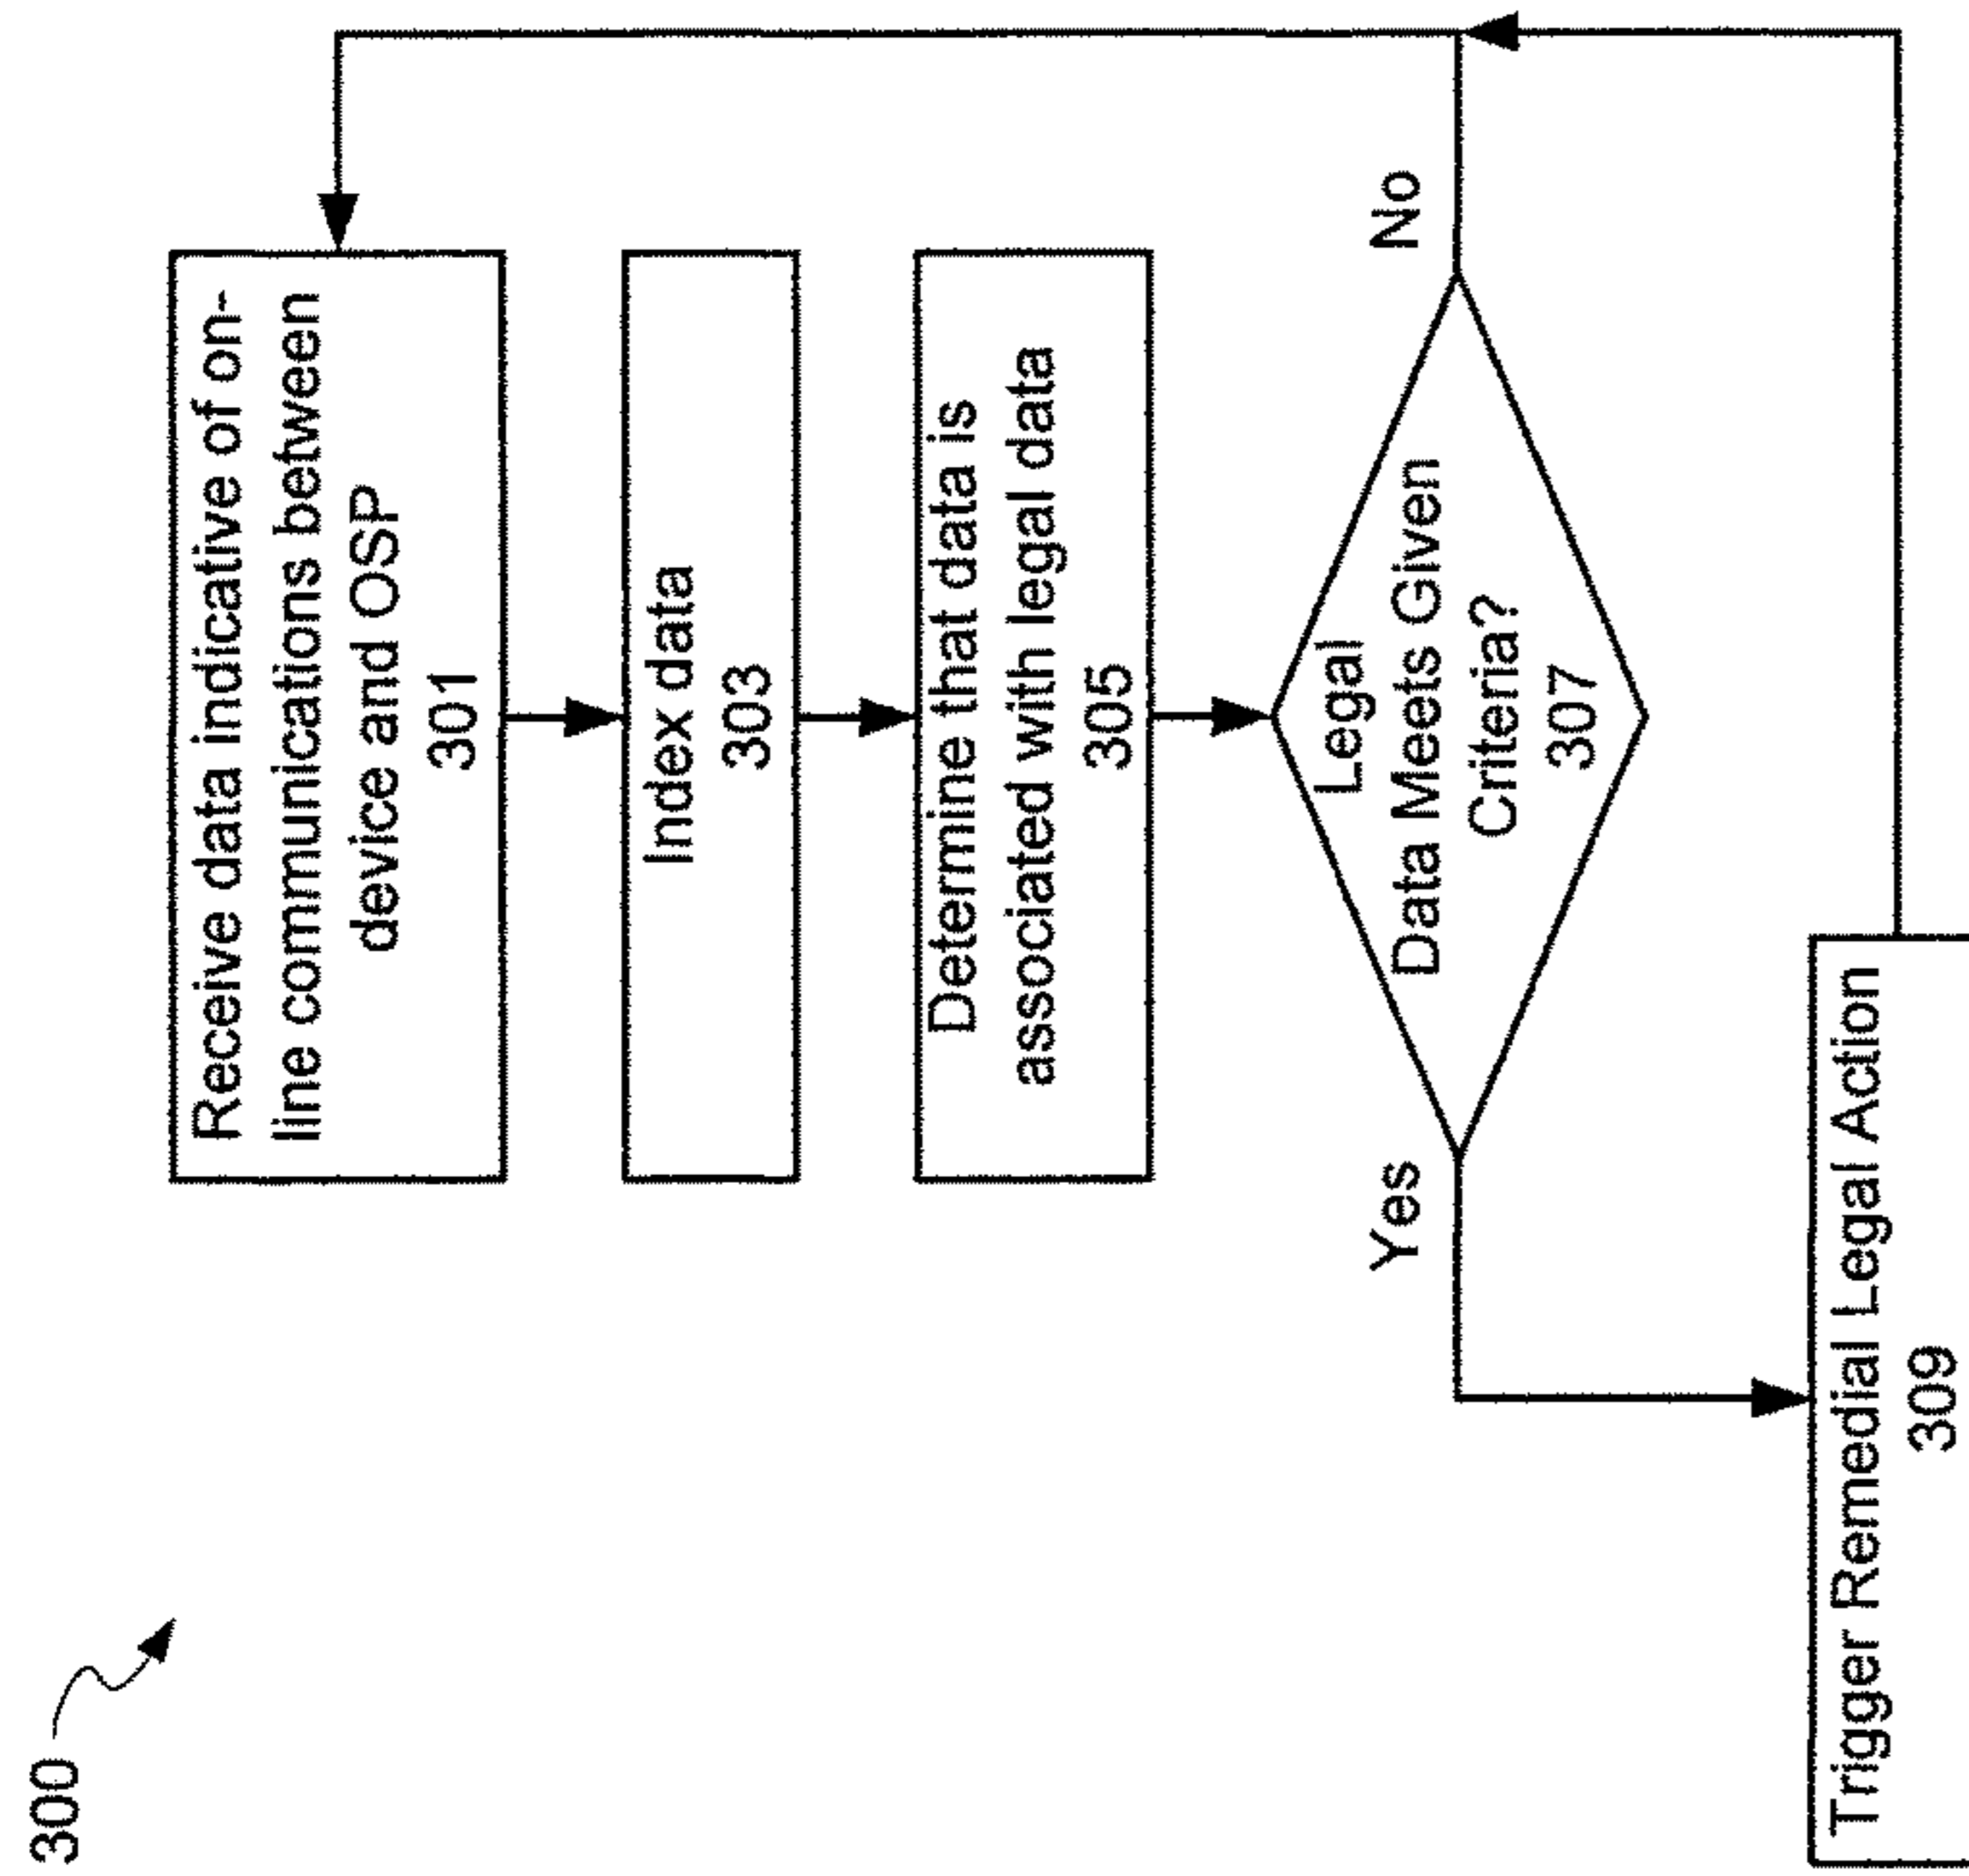 300
Receive data indicative of on-
line communications between
device and OSP
301
Index data
303
Determine that data is
associated with legal data
305
Legal
Data Meets Given
Criteria?
307
Yes
No
Trigger Remedial Legal Action
309